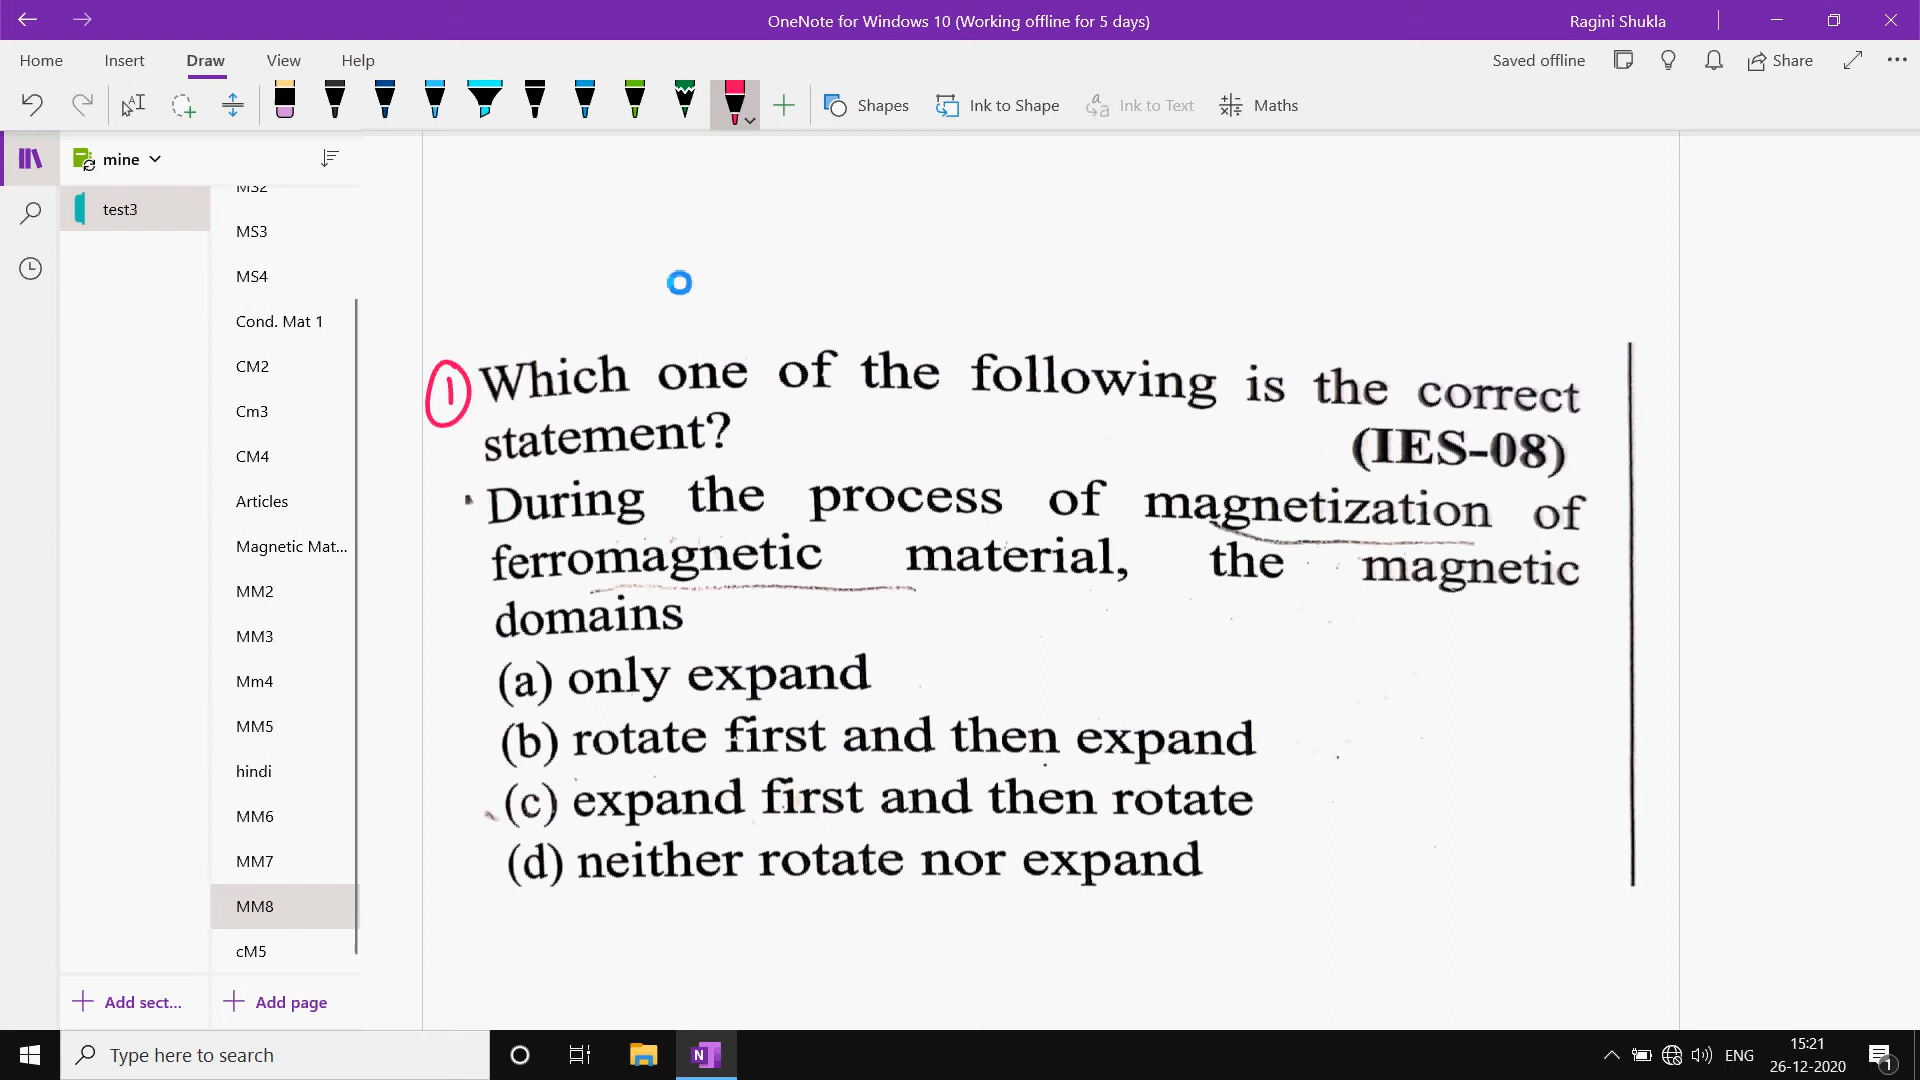 OneNote for Windows 10 (Working offline for 5 days)
Ragini Shukla
Home Insert Draw View Help
Saved offline
Share
Shapes
Ink to Shape
Ink to Text
Maths
mine
test3
MS2
MS3
MS4
Cond. Mat 1
CM2
Cm3
CM4
Articles
Magnetic Mat...
MM2
MM3
Mm4
MM5
hindi
MM6
MM7
MM8
cM5
Add sect...
Add page
1 Which one of the following is the correct
statement? (IES-08)
During the process of magnetization of
ferromagnetic material, the magnetic
domains
(a) only expand
(b) rotate first and then expand
(c) expand first and then rotate
(d) neither rotate nor expand
Type here to search
N
ENG
15:21
26-12-2020
1